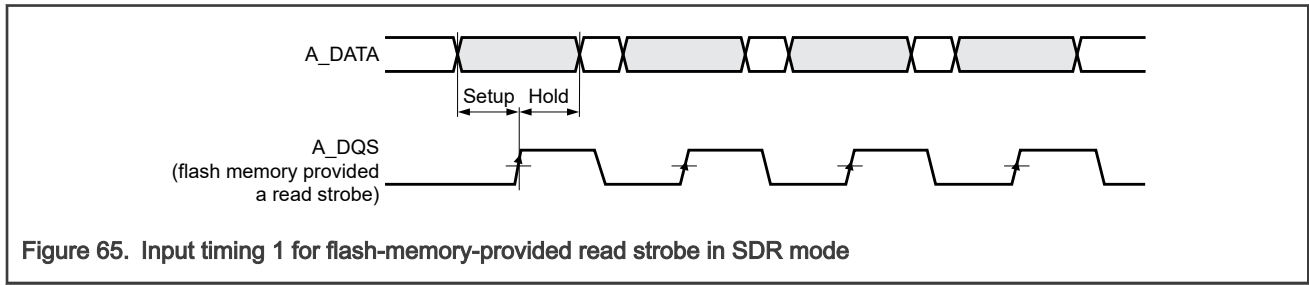 A_DATA
Setup Hold
A_DQS
(flash memory provided
a read strobe)
Figure 65. Input timing 1 for flash-memory-provided read strobe in SDR mode